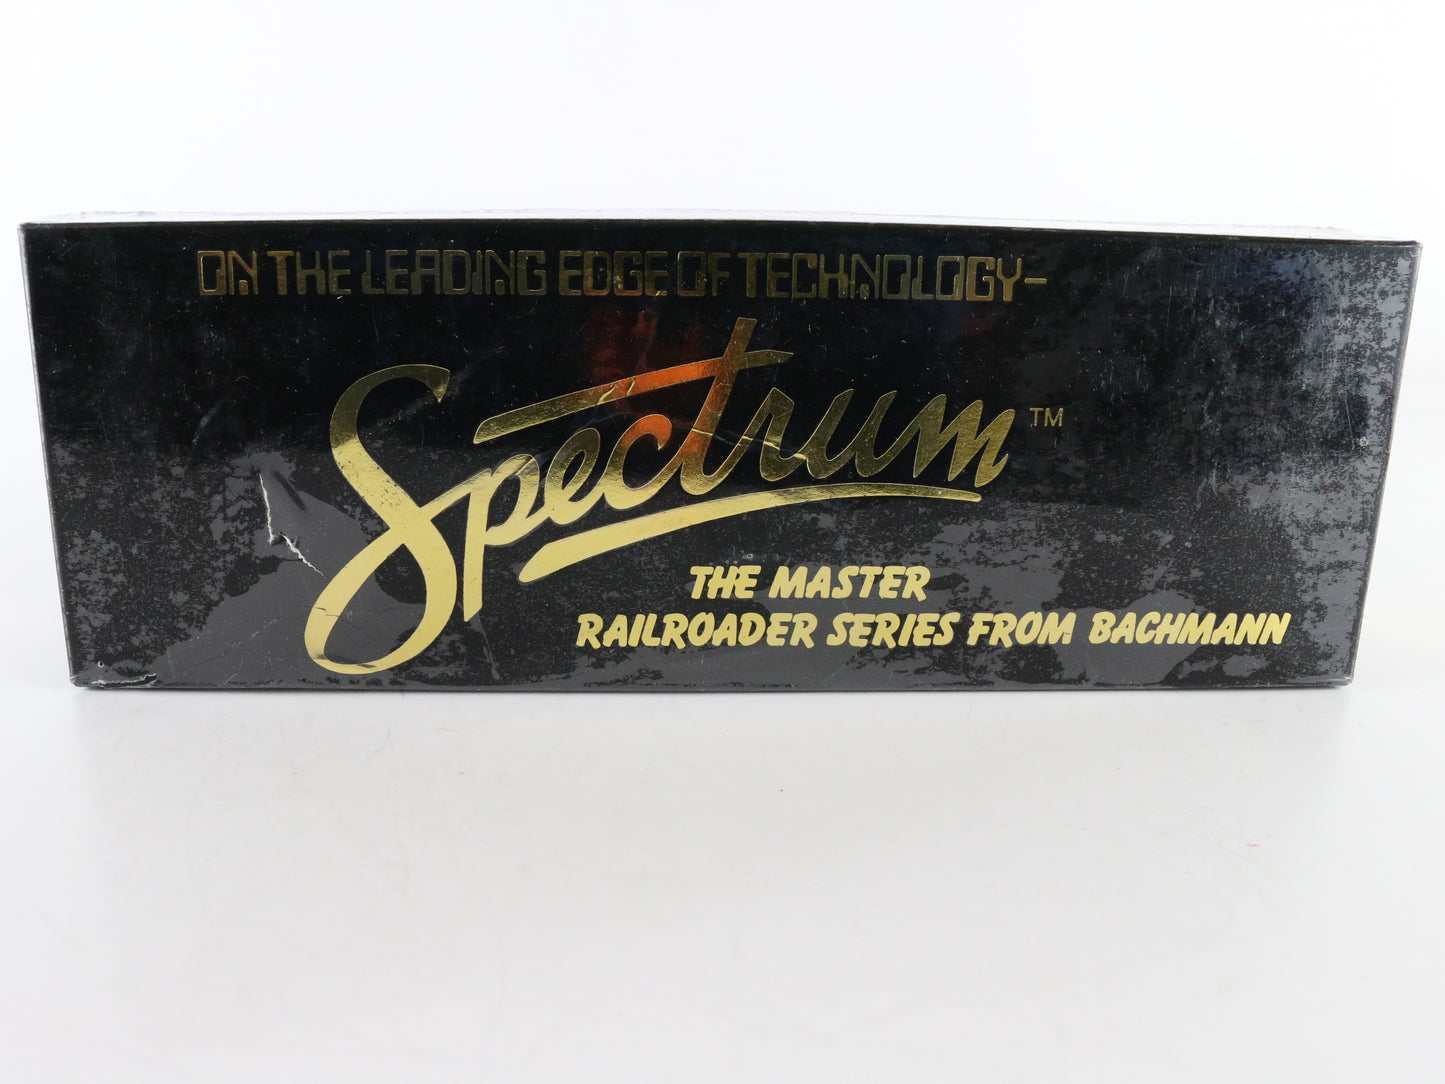 ON THE LEADING EDGE OF TECHNOLOGY-
Spectrum™
THE MASTER
RAILROADER SERIES FROM BACHMANN